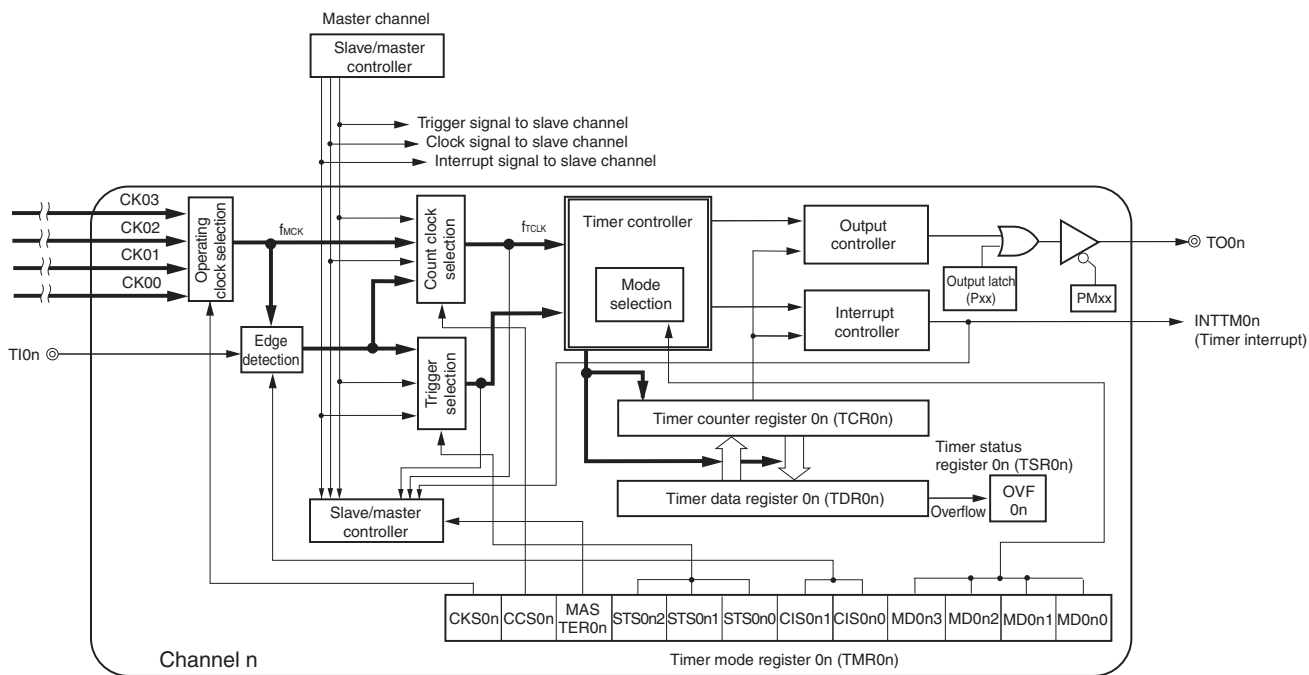 Master channel
Slave/master
controller
Trigger signal to slave channel
Clock signal to slave channel
Interrupt signal to slave channel
CK03
CK02
CK01
CK00
Operating
clock selection
fMCK
Count clock
selection
fTCLK
Timer controller
Mode
selection
Output
controller
Output latch
(Pxx)
PMxx
TO0n
Interrupt
controller
INTTM0n
(Timer interrupt)
TI0n
Edge
detection
Trigger
selection
Timer counter register 0n (TCR0n)
Timer status
register 0n (TSR0n)
Timer data register 0n (TDR0n)
Overflow
OVF
0n
Slave/master
controller
CKS0n
CCS0n
MAS
TER0n
STS0n2
STS0n1
STS0n0
CIS0n1
CIS0n0
MD0n3
MD0n2
MD0n1
MD0n0
Channel n
Timer mode register 0n (TMR0n)